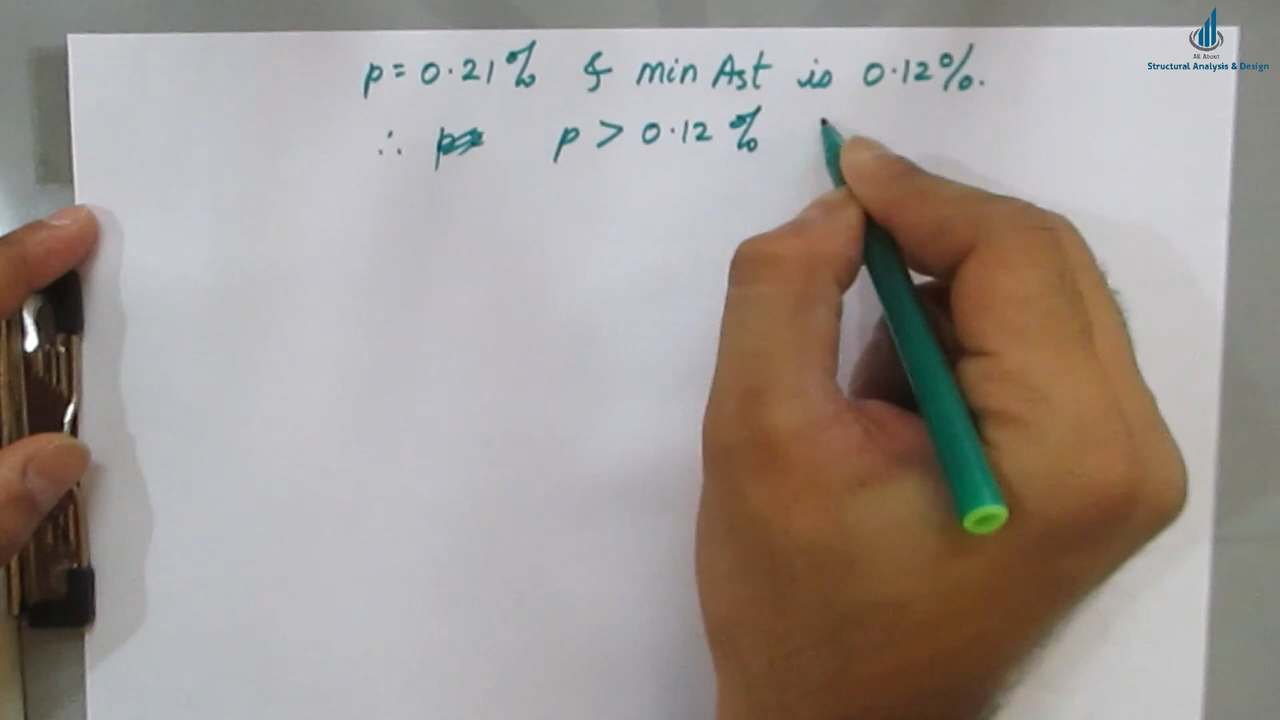 All About
Structural Analysis & Design
p = 0.21% & min Ast is 0.12%.
∴ p > 0.12%